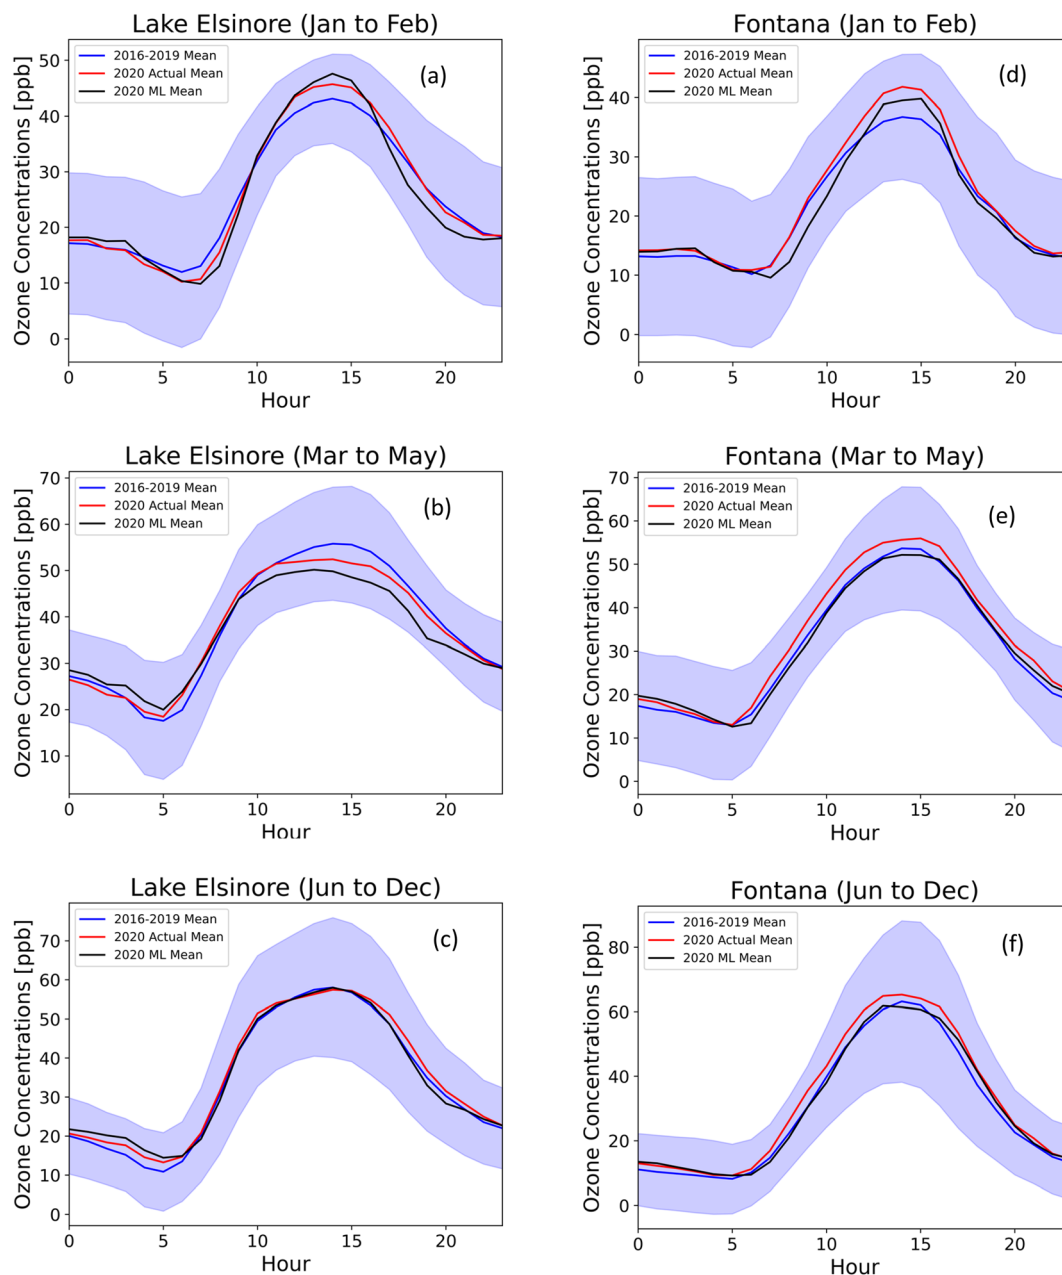 Lake Elsinore (Jan to Feb)
Ozone Concentrations [ppb]
50
40
30
20
10
0
2016-2019 Mean
2020 Actual Mean
2020 ML Mean
(a)
0 5 10 15 20
Hour
Fontana (Jan to Feb)
Ozone Concentrations [ppb]
40
30
20
10
0
2016-2019 Mean
2020 Actual Mean
2020 ML Mean
(d)
0 5 10 15 20
Hour
Lake Elsinore (Mar to May)
Ozone Concentrations [ppb]
70
60
50
40
30
20
10
2016-2019 Mean
2020 Actual Mean
2020 ML Mean
(b)
0 5 10 15 20
Hour
Fontana (Mar to May)
Ozone Concentrations [ppb]
70
60
50
40
30
20
10
0
2016-2019 Mean
2020 Actual Mean
2020 ML Mean
(e)
0 5 10 15 20
Hour
Lake Elsinore (Jun to Dec)
Ozone Concentrations [ppb]
70
60
50
40
30
20
10
0
2016-2019 Mean
2020 Actual Mean
2020 ML Mean
(c)
0 5 10 15 20
Hour
Fontana (Jun to Dec)
Ozone Concentrations [ppb]
80
60
40
20
0
2016-2019 Mean
2020 Actual Mean
2020 ML Mean
(f)
0 5 10 15 20
Hour